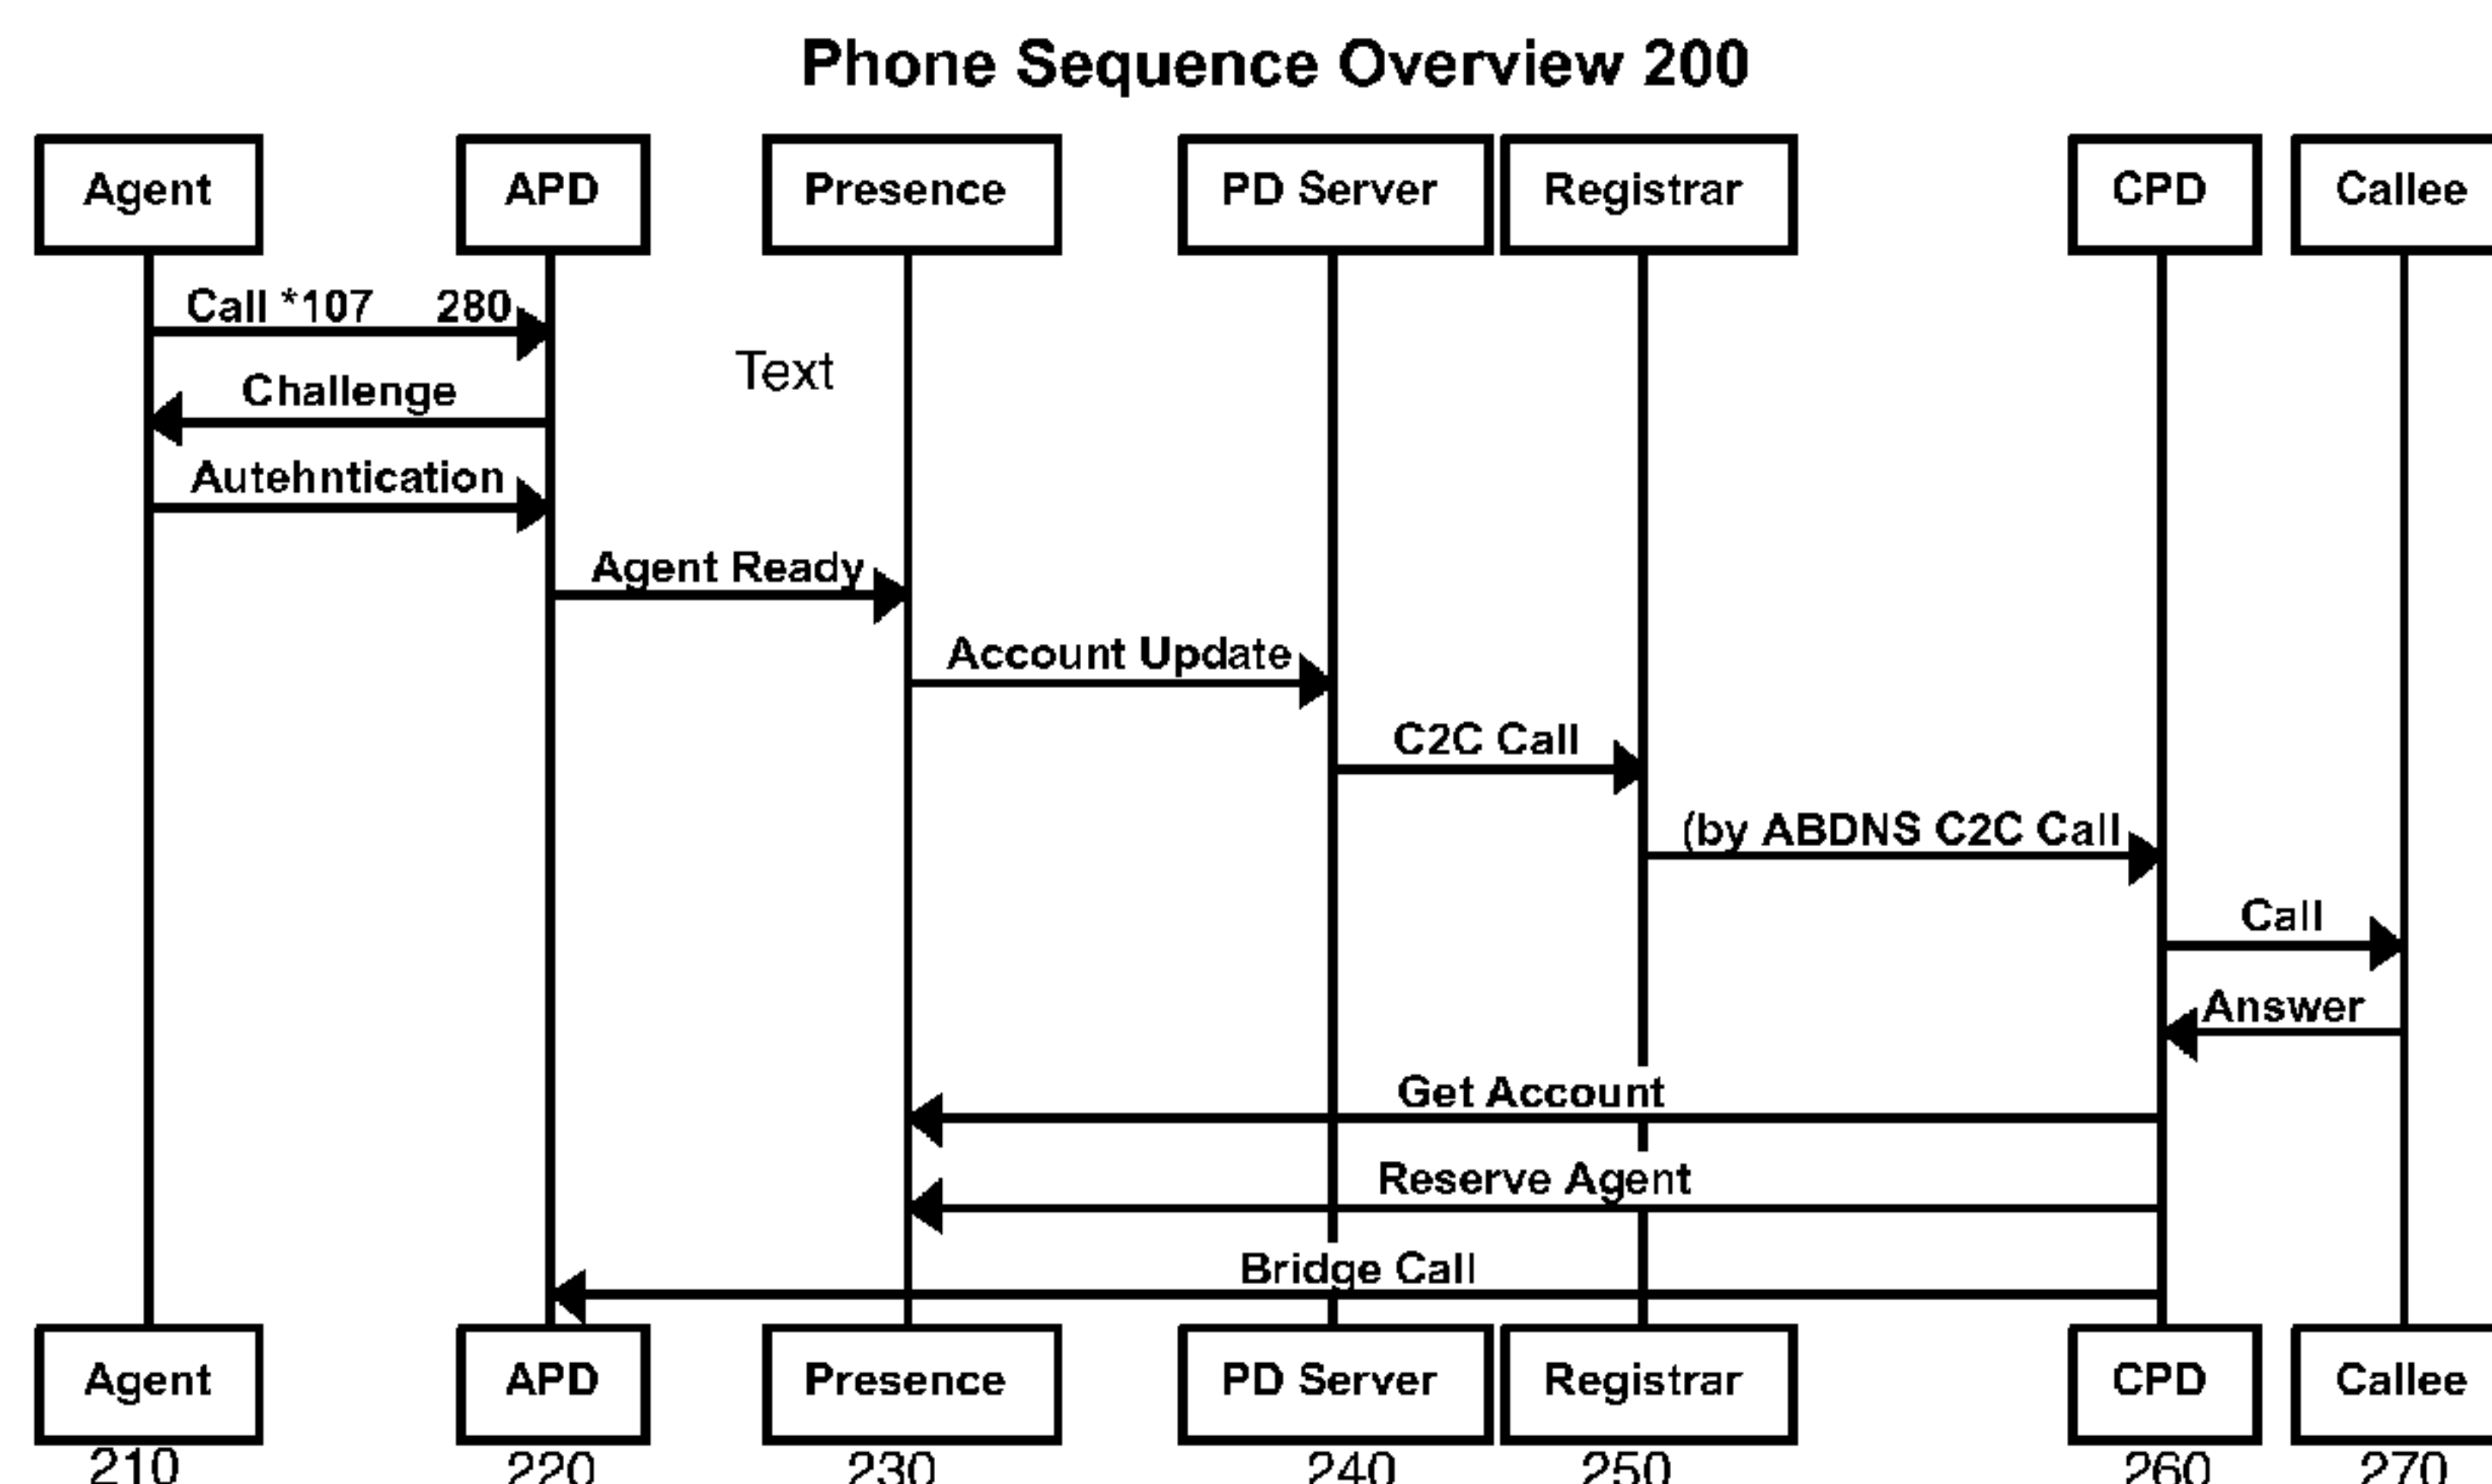 Phone Sequence Overview 200
Agent APD Presence PD Server Registrar CPD Callee
Call *107 280
Text
Challenge
Autehntication
Agent Ready
Account Update
C2C Call
(by ABDNS C2C Call
Call
Answer
Get Account
Reserve Agent
Bridge Call
Agent APD Presence PD Server Registrar CPD Callee
210 220 230 240 250 260 270